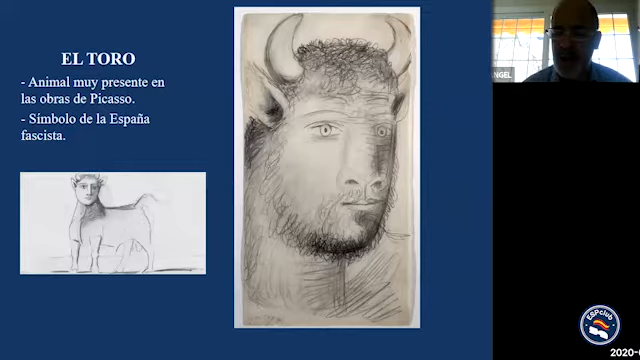 EL TORO
- Animal muy presente en
las obras de Picasso.
- Símbolo de la España
fascista.
ANGEL
ESPclub
2020-